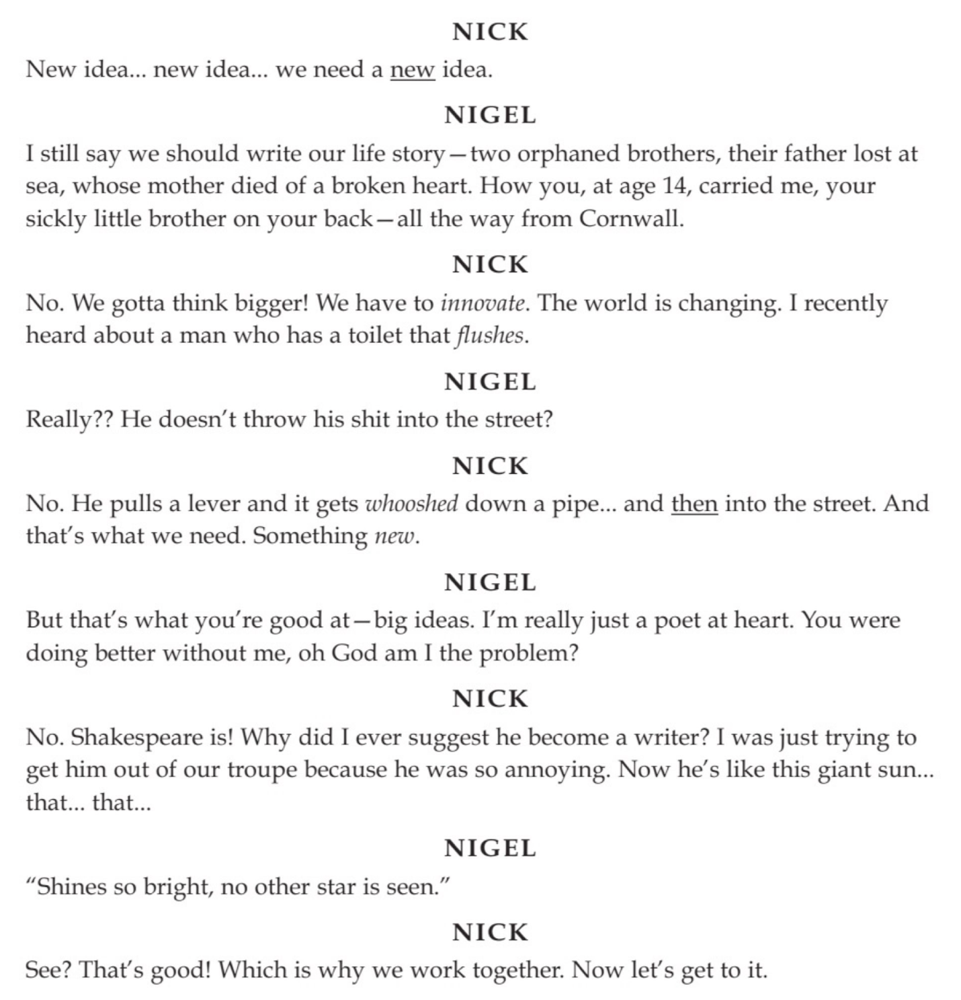 NICK
New idea... new idea... we need a new idea.
NIGEL
I still say we should write our life story—two orphaned brothers, their father lost at
sea, whose mother died of a broken heart. How you, at age 14, carried me, your
sickly little brother on your back—all the way from Cornwall.
NICK
No. We gotta think bigger! We have to innovate. The world is changing. I recently
heard about a man who has a toilet that flushes.
NIGEL
Really?? He doesn't throw his shit into the street?
NICK
No. He pulls a lever and it gets whooshed down a pipe... and then into the street. And
that's what we need. Something new.
NIGEL
But that's what you're good at—big ideas. I'm really just a poet at heart. You were
doing better without me, oh God am I the problem?
NICK
No. Shakespeare is! Why did I ever suggest he become a writer? I was just trying to
get him out of our troupe because he was so annoying. Now he's like this giant sun...
that... that...
NIGEL
“Shines so bright, no other star is seen.”
NICK
See? That's good! Which is why we work together. Now let's get to it.